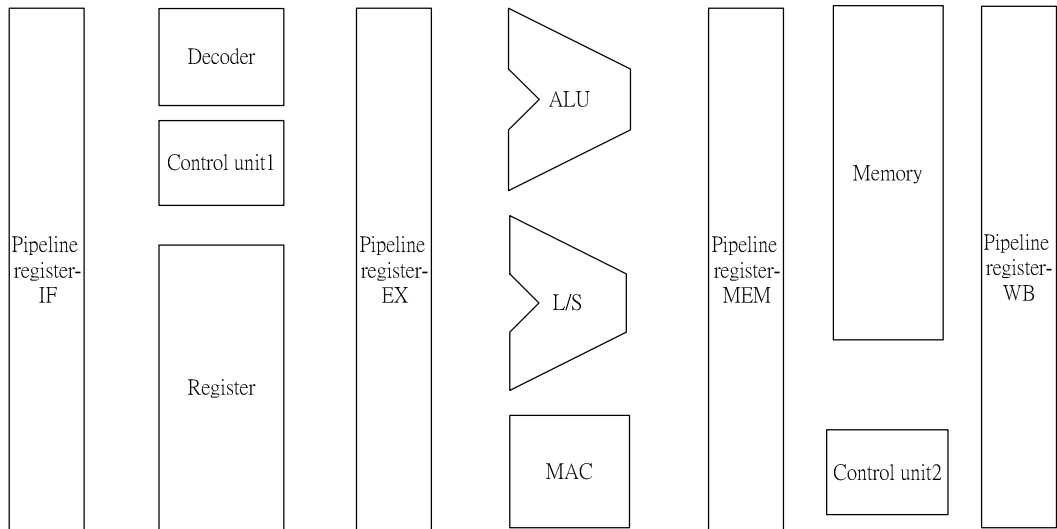 Pipeline
register-
IF
Decoder
Control unit1
Register
Pipeline
register-
EX
ALU
L/S
MAC
Pipeline
register-
MEM
Memory
Control unit2
Pipeline
register-
WB